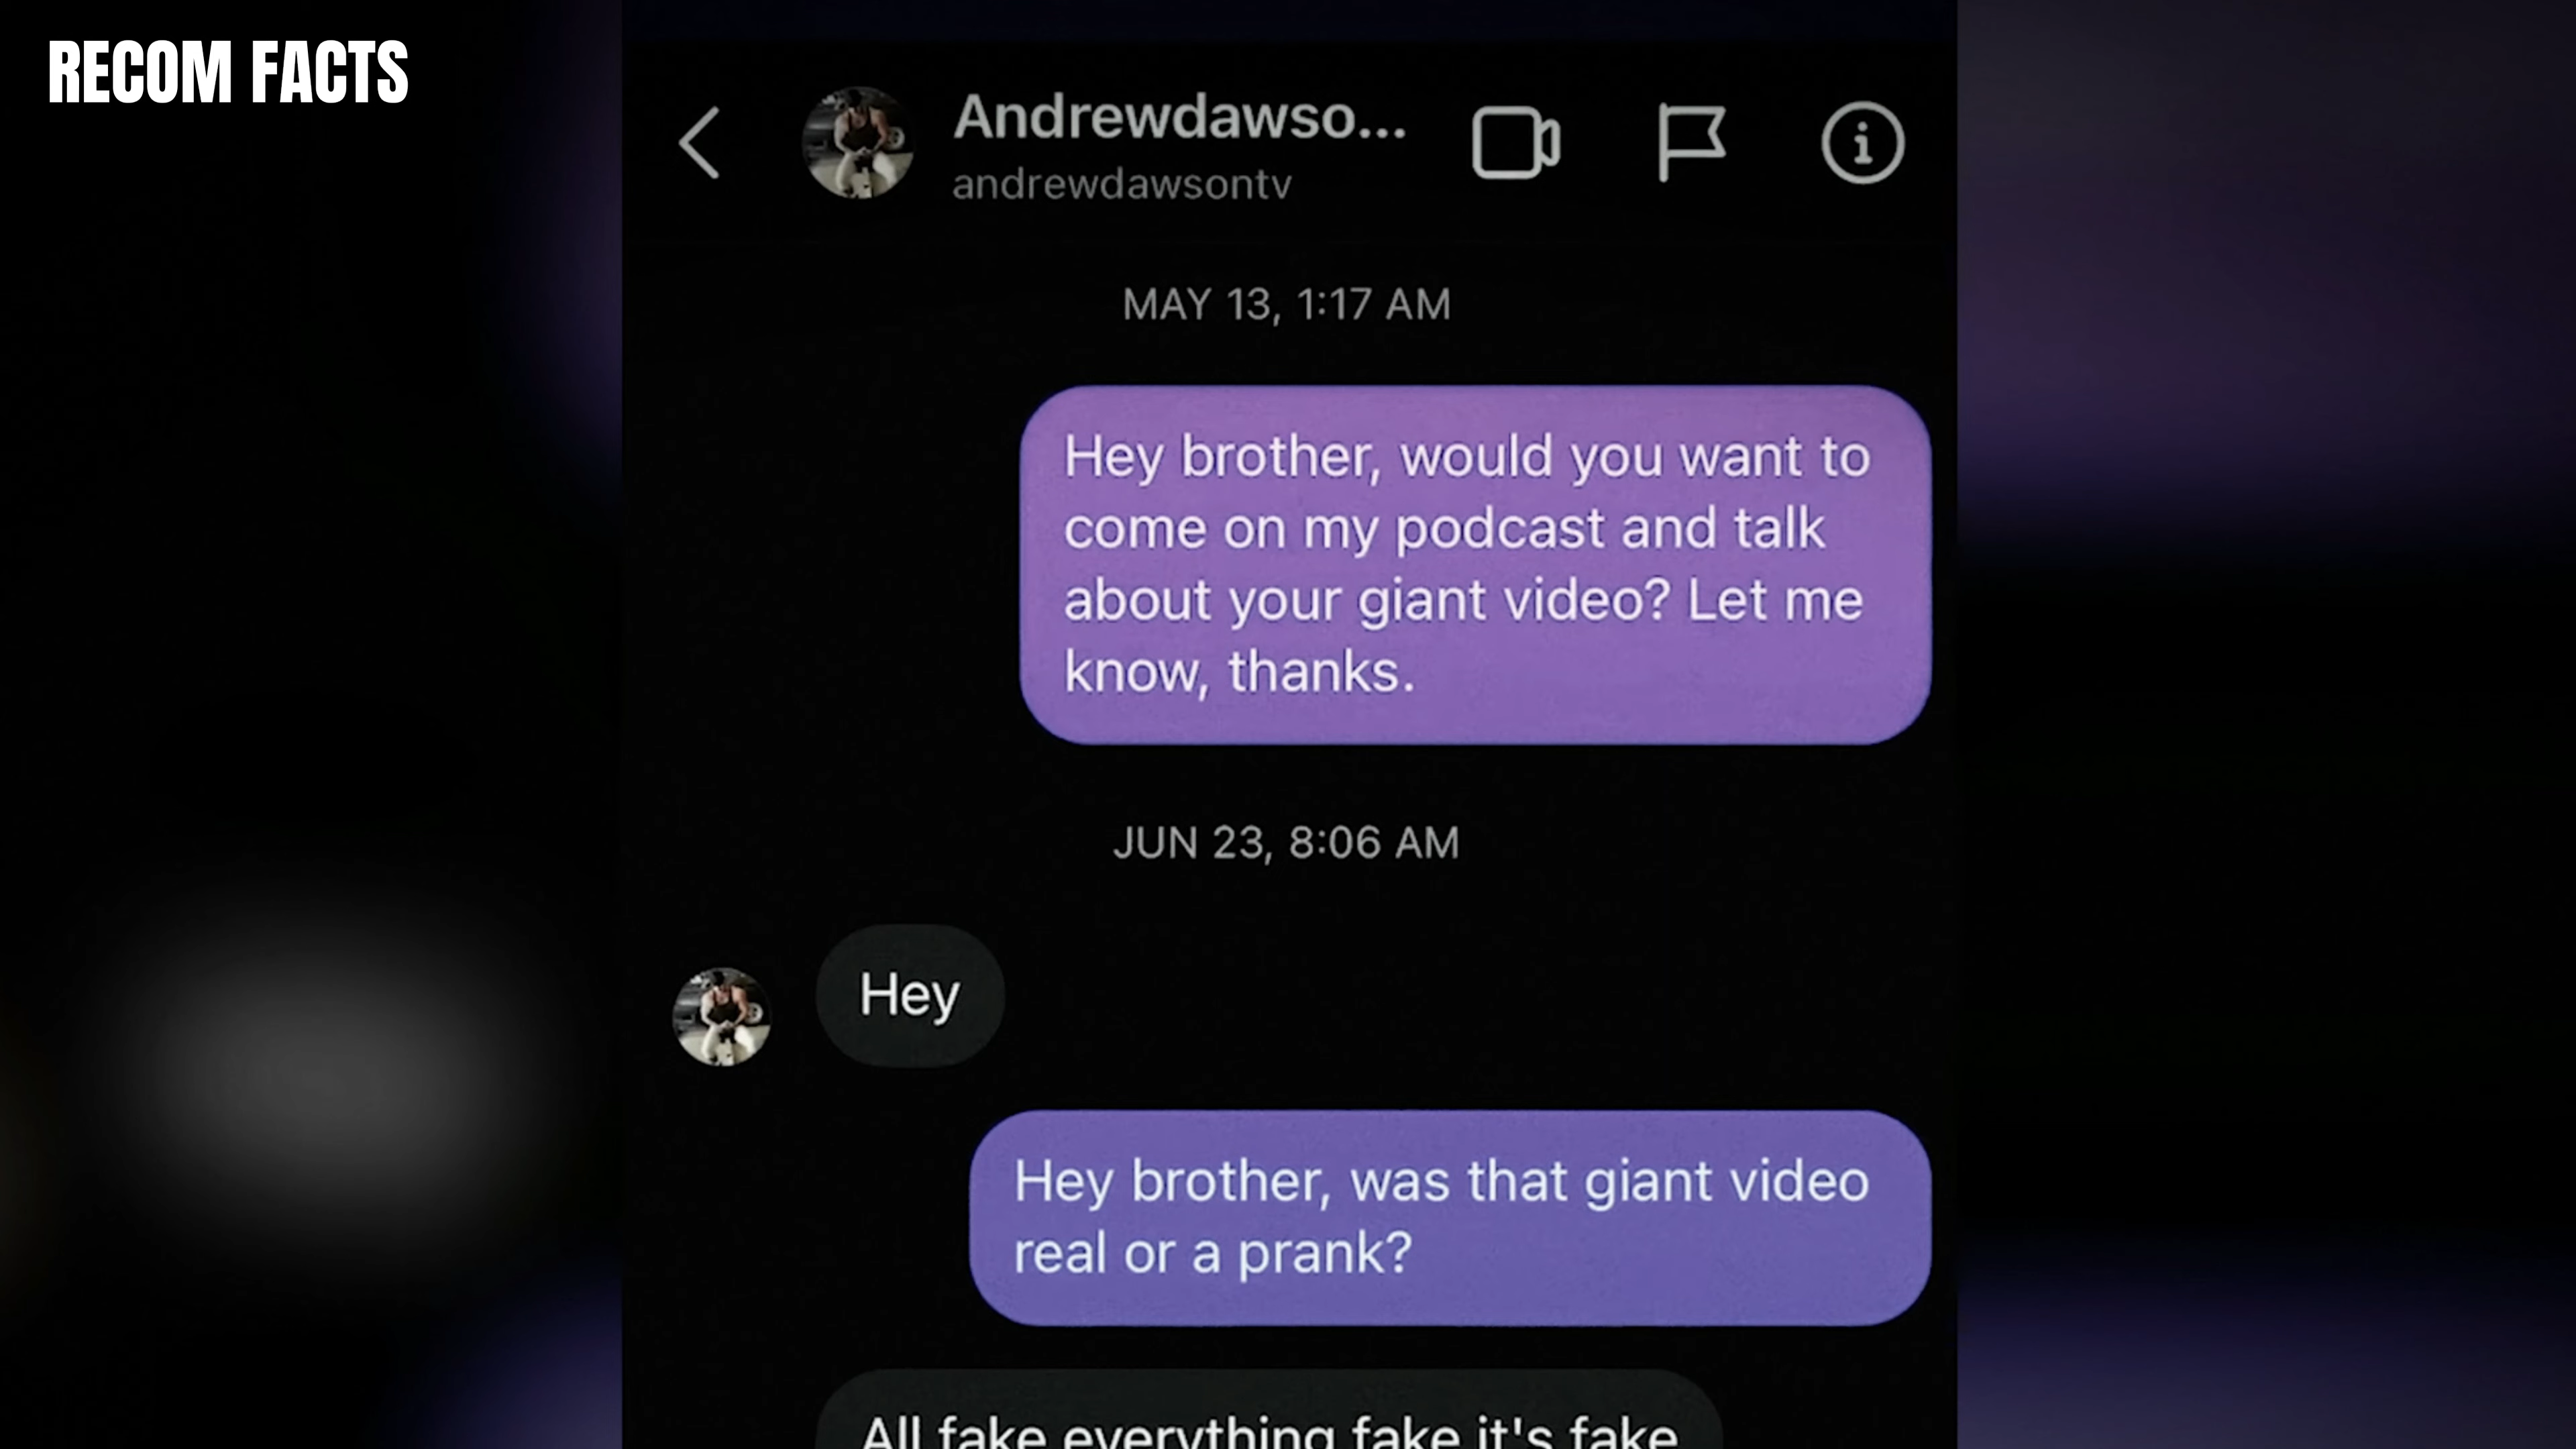 RECOM FACTS
Andrewdawso...
andrewdawsontv
MAY 13, 1:17 AM
Hey brother, would you want to
come on my podcast and talk
about your giant video? Let me
know, thanks.
JUN 23, 8:06 AM
Hey
Hey brother, was that giant video
real or a prank?
All fake everything fake it's fake